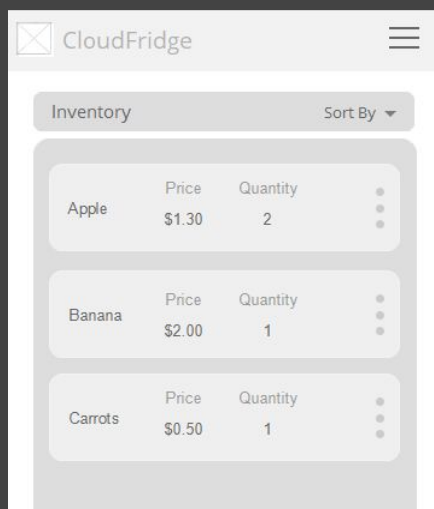 CloudFridge
Inventory Sort By
Price Quantity
Apple $1.30 2
Price Quantity
Banana $2.00 1
Price Quantity
Carrots $0.50 1